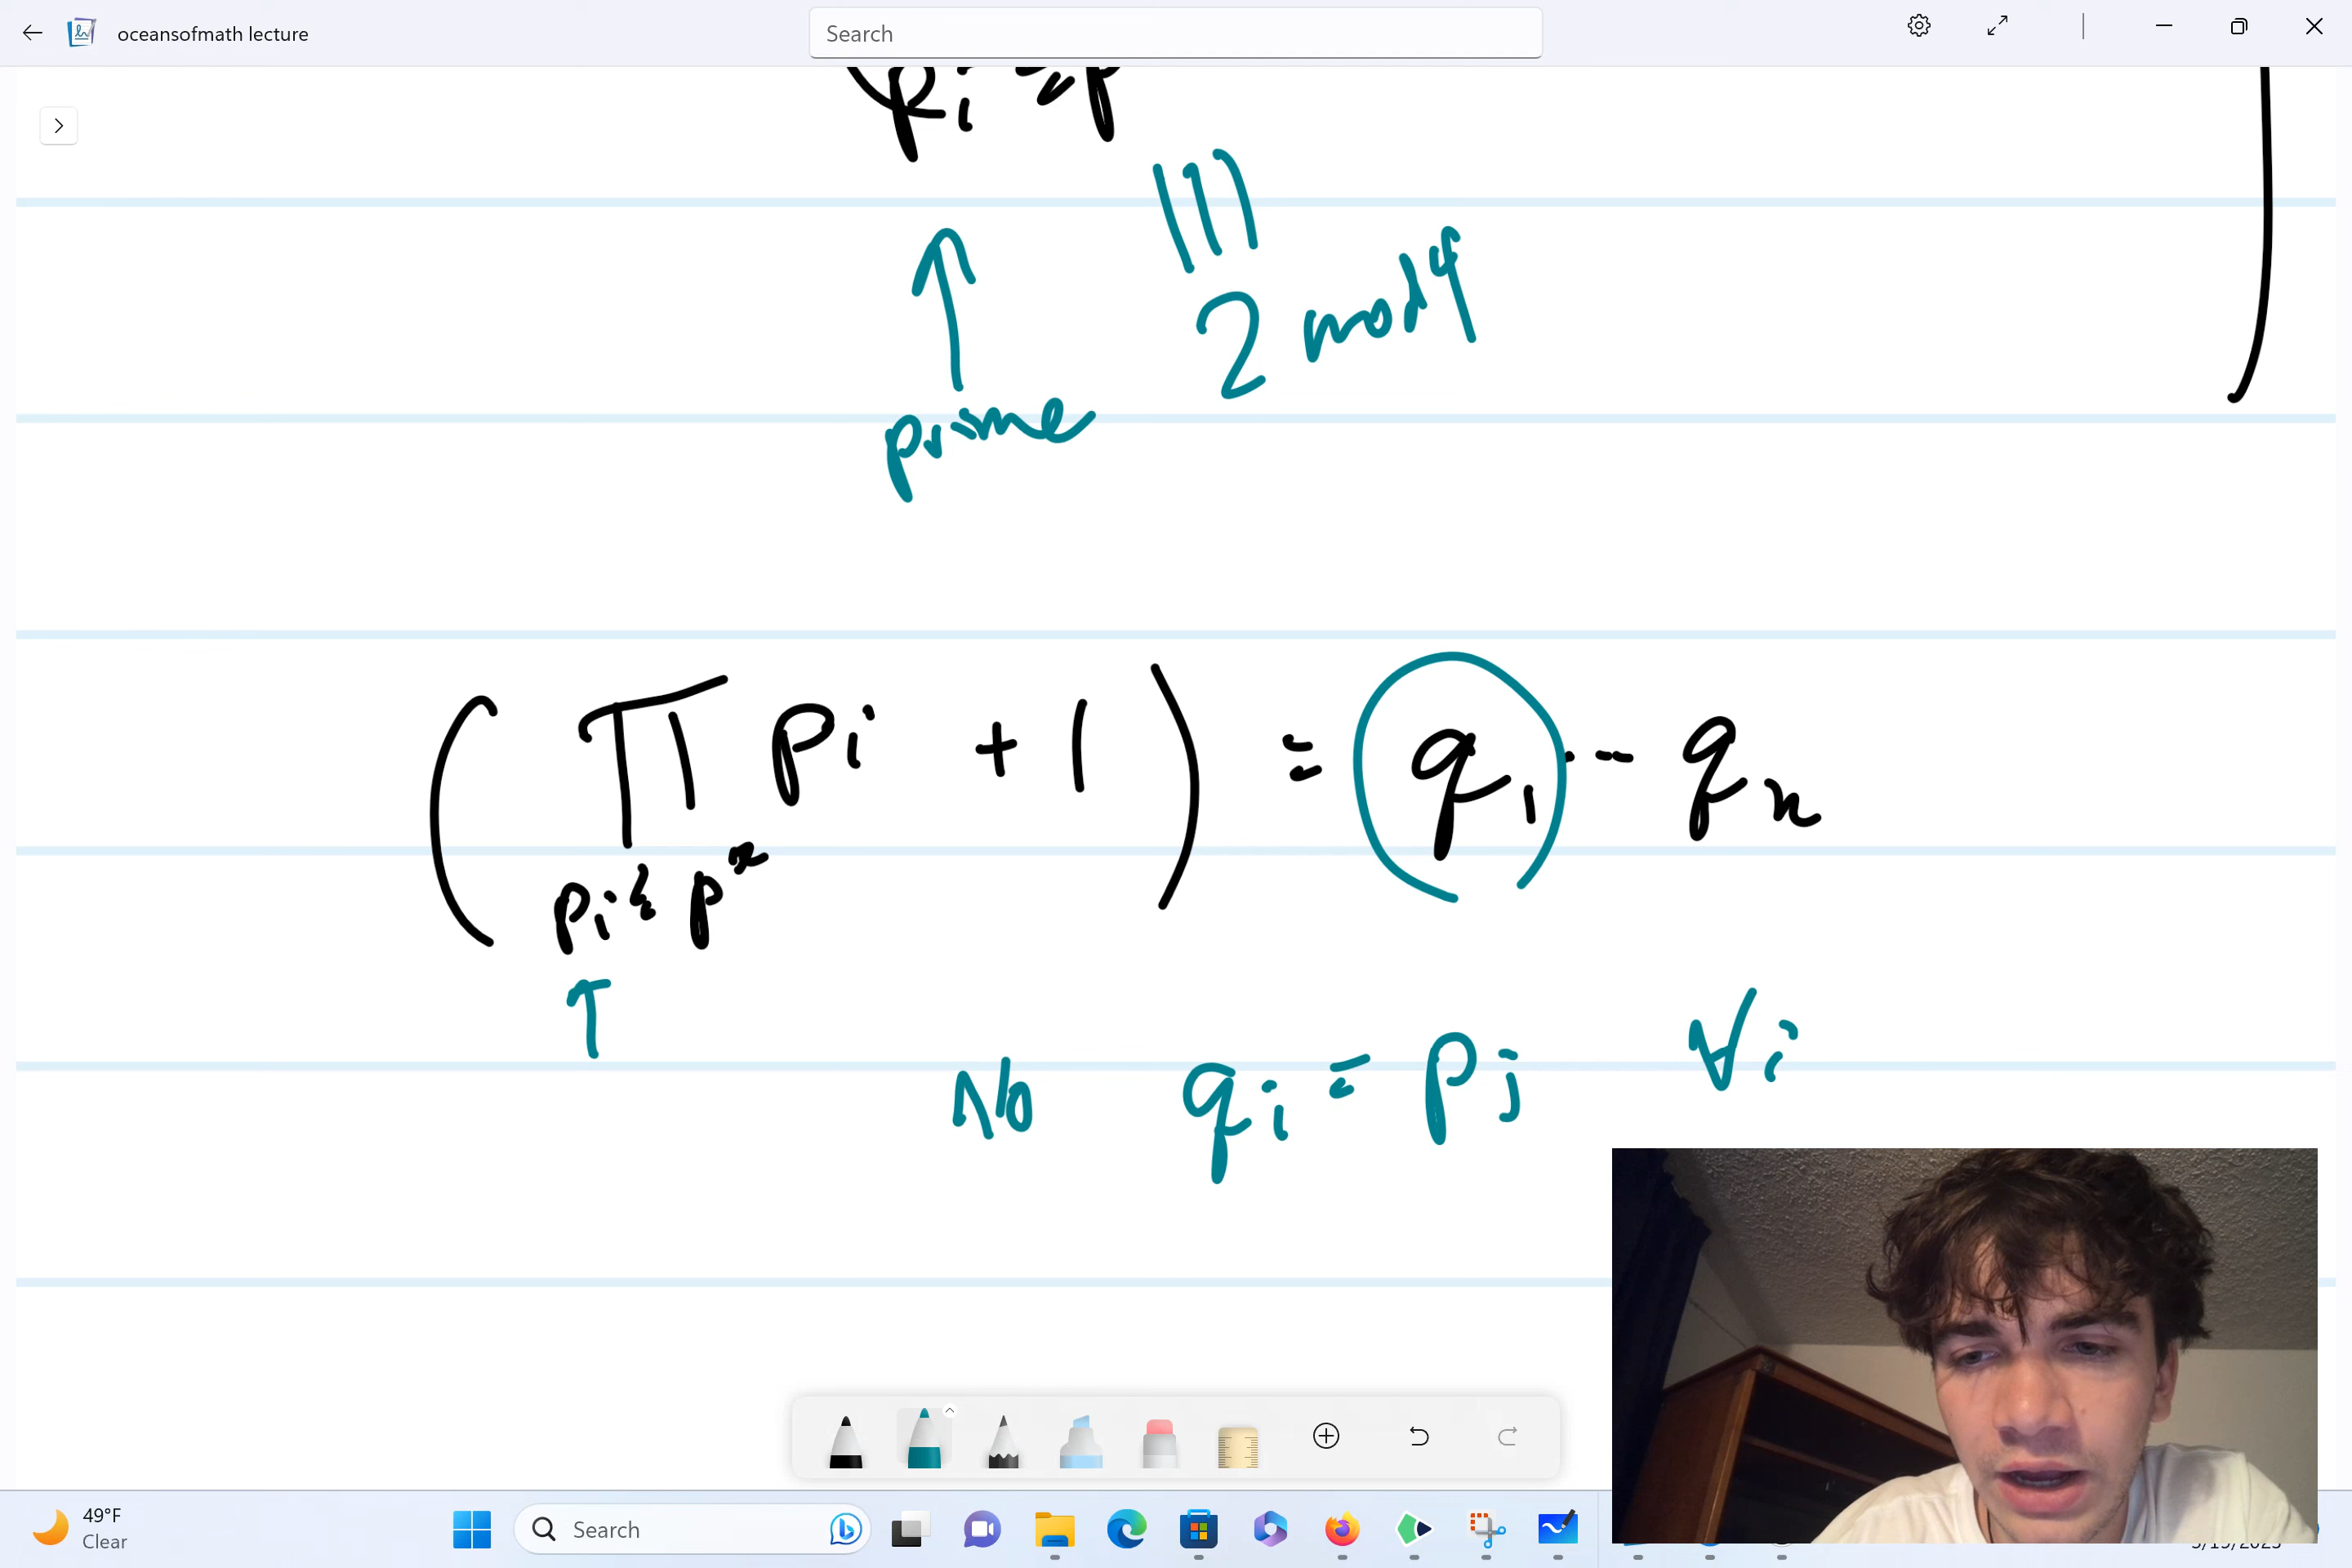 oceansofmath lecture
Search
2 mod 4
prime
( ∏ pi + 1 ) = q1 ·-- qn
pi ≤ p*
No qi = pj ∀i
49°F
Clear
Search